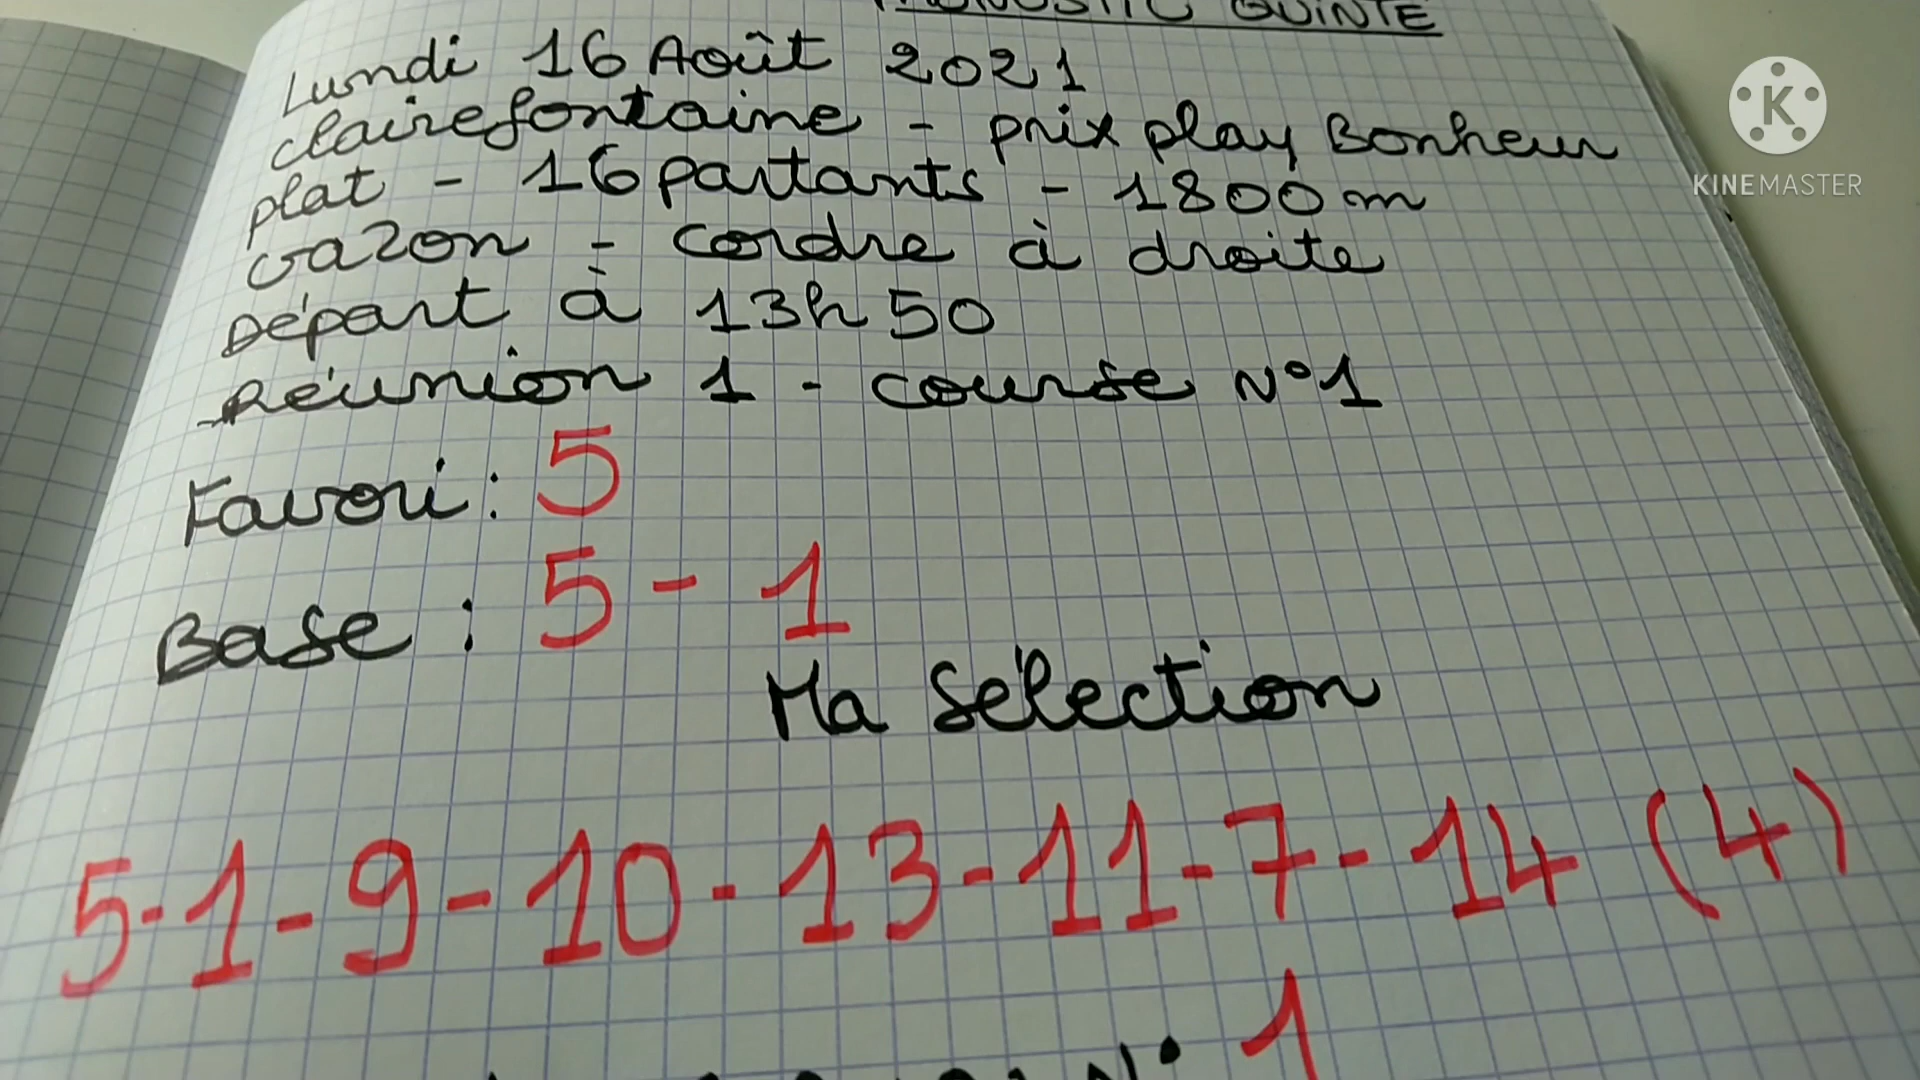 QUINTÉ
Lundi 16 Août 2021
clairefontaine - prix play Bonheur
plat - 16 partants - 1800m
Gazon - corde à droite
Départ à 13h50
Réunion 1 - course N°1
Favori : 5
Base : 5 - 1
Ma Sélection
5-1-9-10-13-11-7-14 (4)
N° 1
KINEMASTER